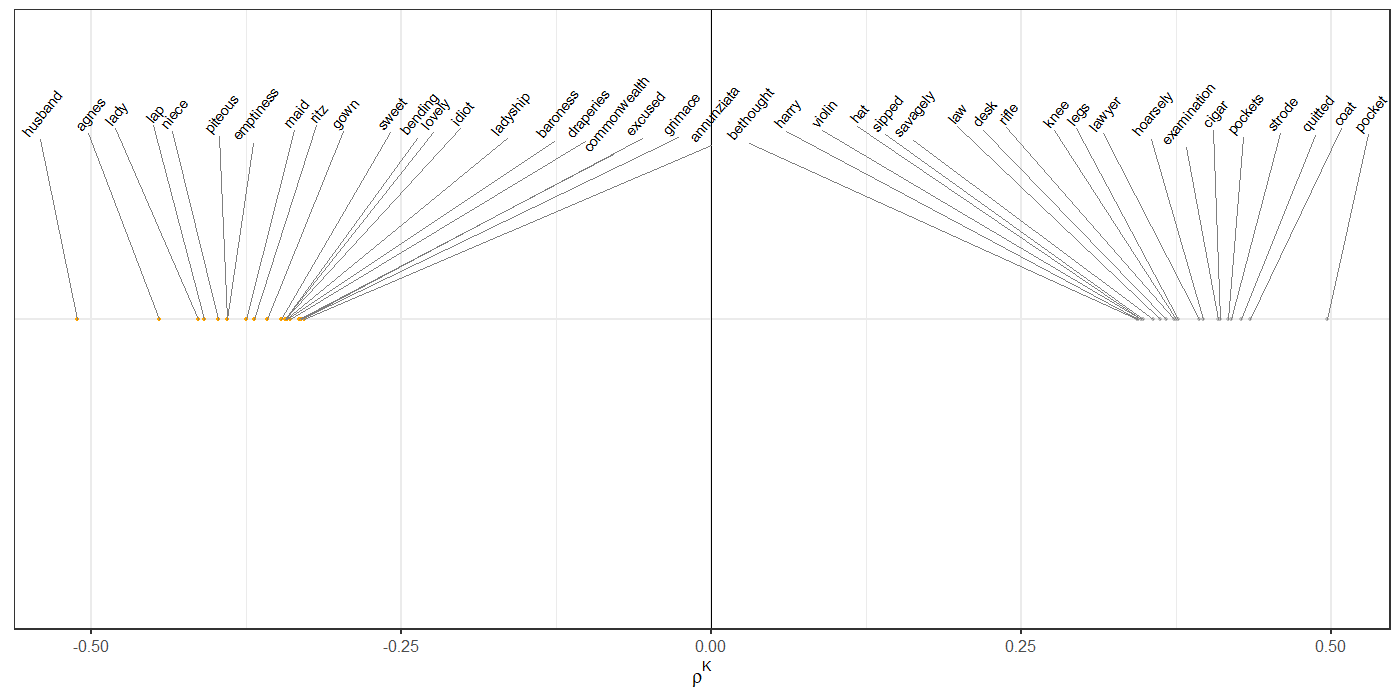 husband
agnes
lady
lap
niece
piteous
emptiness
maid
ritz
gown
sweet
bending
lovely
idiot
ladyship
baroness
draperies
commonwealth
excused
grimace
annunziata
bethought
harry
violin
hat
sipped
savagely
law
desk
rifle
knee
legs
lawyer
hoarsely
examination
cigar
pockets
strode
quitted
coat
pocket
-0.50
-0.25
0.00
0.25
0.50
ρᴷ